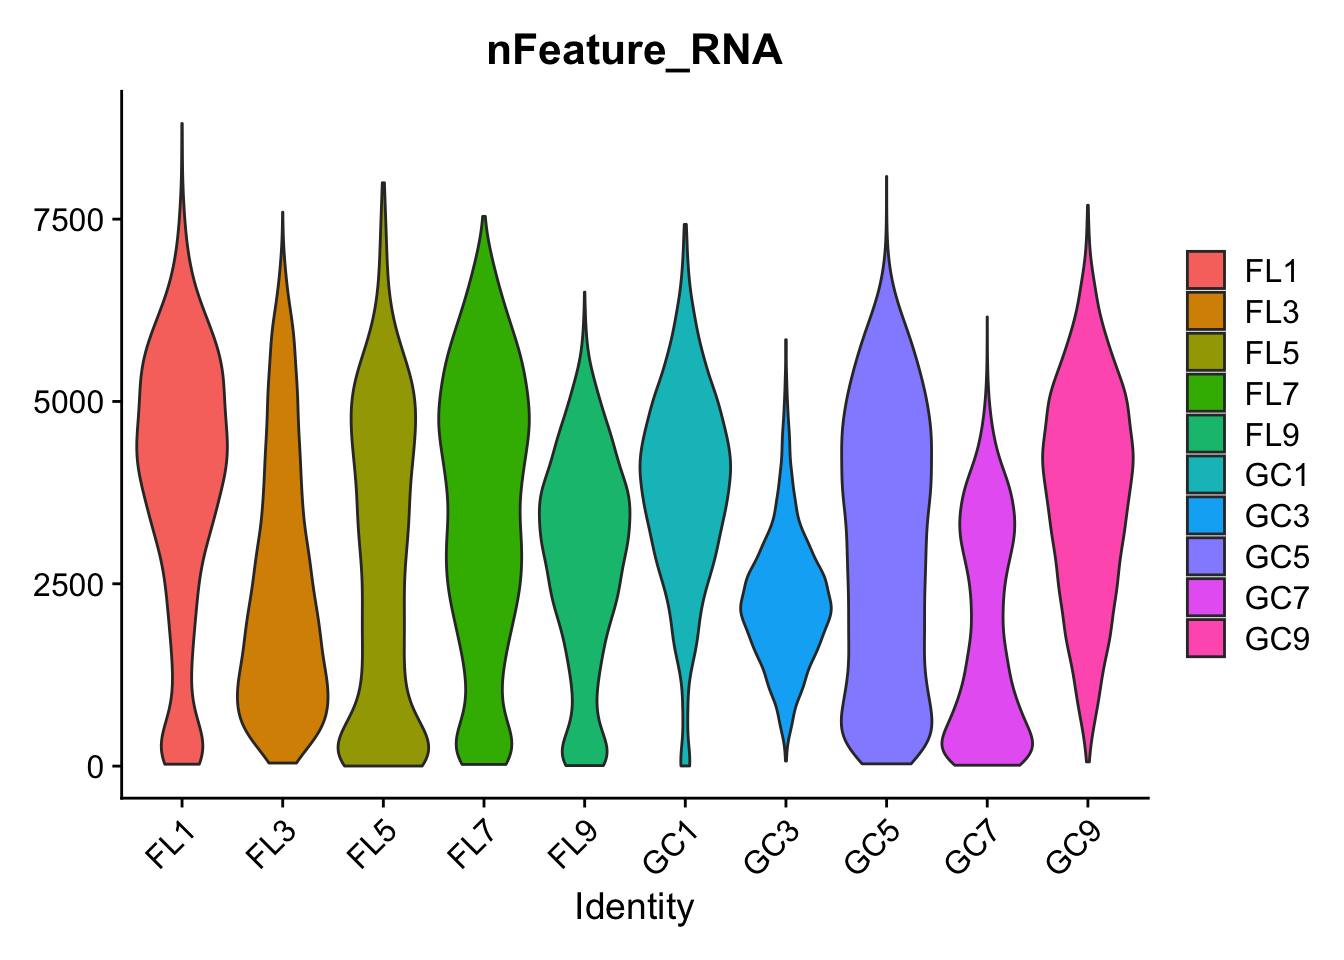 nFeature_RNA
7500
5000
2500
0
FL1
FL3
FL5
FL7
FL9
GC1
GC3
GC5
GC7
GC9
Identity
FL1
FL3
FL5
FL7
FL9
GC1
GC3
GC5
GC7
GC9